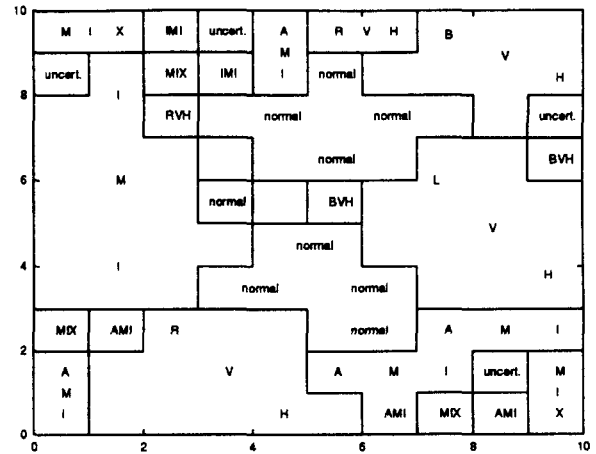 10
M I X IMI uncert. A R V H B
M V
uncert. MIX IMI I normal H
I
8
RVH normal normal uncert.
normal BVH
6 M L
normal BVH
V
normal
4 I H
normal normal
MIX AMI R normal A M I
2
A V A M I uncert. M
M I
I H AMI MIX AMI X
0
0 2 4 6 8 10